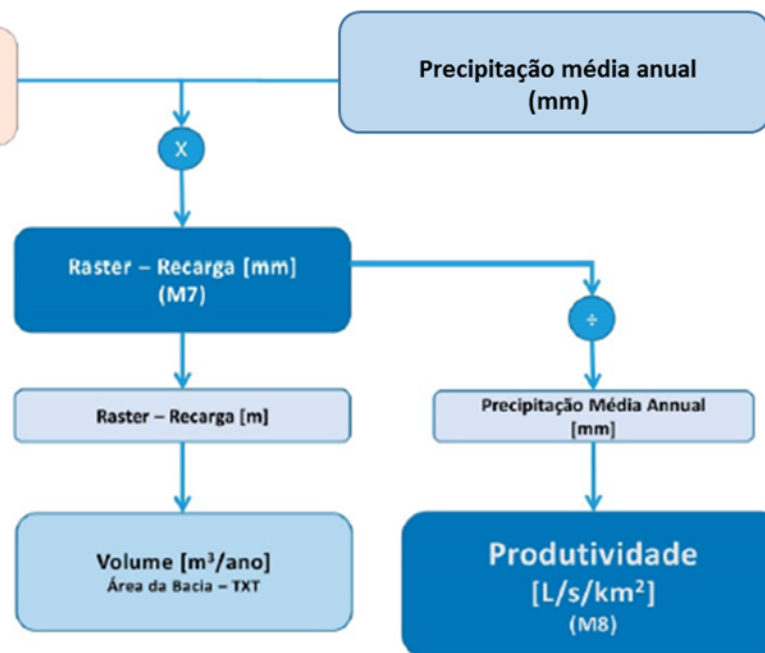 Precipitação média anual
(mm)
X
Raster – Recarga [mm]
(M7)
÷
Raster – Recarga [m]
Precipitação Média Annual
[mm]
Volume [m³/ano]
Área da Bacia – TXT
Produtividade
[L/s/km²]
(M8)